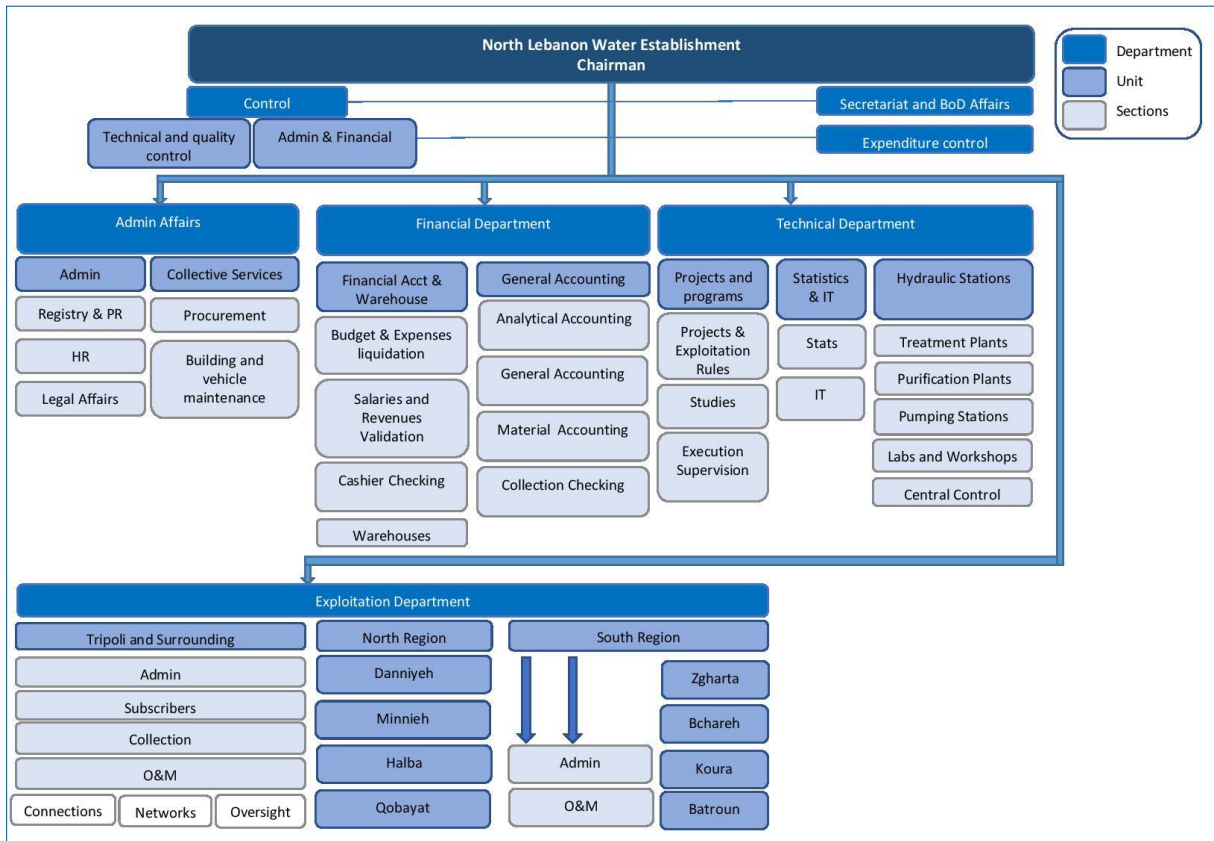 North Lebanon Water Establishment
Chairman
Department
Unit
Sections
Control
Secretariat and BoD Affairs
Technical and quality
control
Admin & Financial
Expenditure control
Admin Affairs
Financial Department
Technical Department
Admin
Collective Services
Registry & PR
Procurement
HR
Building and
vehicle
maintenance
Legal Affairs
Financial Acct &
Warehouse
General Accounting
Budget & Expenses
liquidation
Analytical Accounting
Salaries and
Revenues
Validation
General Accounting
Material Accounting
Cashier Checking
Collection Checking
Warehouses
Projects and
programs
Statistics
& IT
Hydraulic Stations
Projects &
Exploitation
Rules
Stats
Treatment Plants
Studies
IT
Purification Plants
Pumping Stations
Execution
Supervision
Labs and Workshops
Central Control
Exploitation Department
Tripoli and Surrounding
North Region
South Region
Admin
Subscribers
Collection
O&M
Connections
Networks
Oversight
Danniyeh
Minnieh
Halba
Qobayat
Admin
O&M
Zgharta
Bchareh
Koura
Batroun